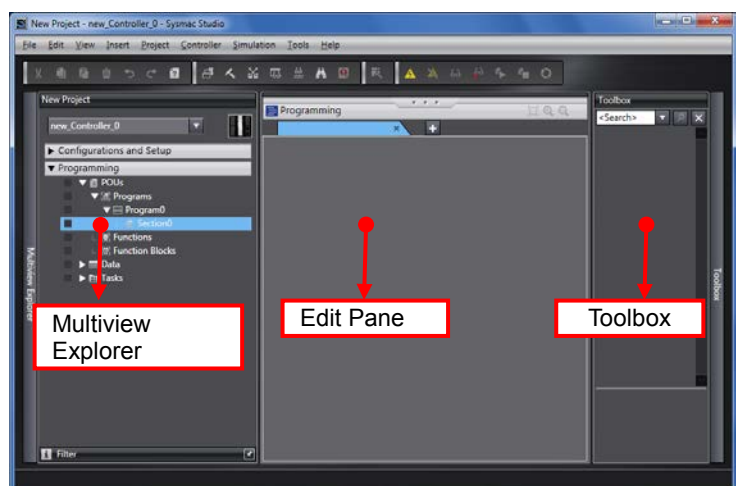 New Project - new_Controller_0 - Sysmac Studio
File Edit View Insert Project Controller Simulation Tools Help
New Project
new_Controller_0
Configurations and Setup
Programming
POUs
Programs
Program0
Section0
Functions
Function Blocks
Data
Tasks
Filter
Multiview Explorer
Programming
Toolbox
<Search>
Toolbox
Multiview
Explorer
Edit Pane
Toolbox